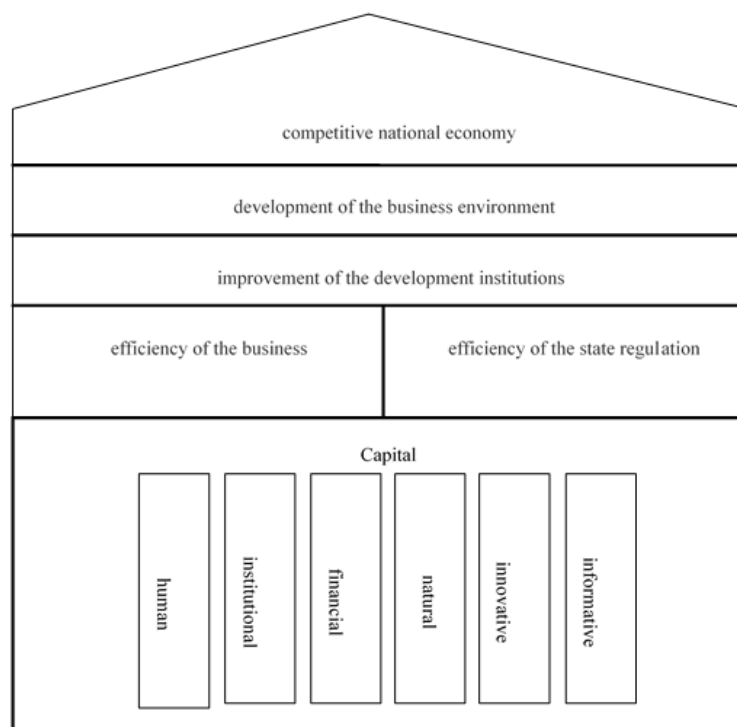 competitive national economy
development of the business environment
improvement of the development institutions
efficiency of the business
efficiency of the state regulation
Capital
human
institutional
financial
natural
innovative
informative